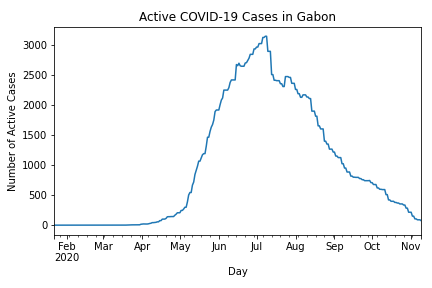 Active COVID-19 Cases in Gabon
Number of Active Cases
3000
2500
2000
1500
1000
500
0
Feb Mar Apr May Jun Jul Aug Sep Oct Nov
2020
Day